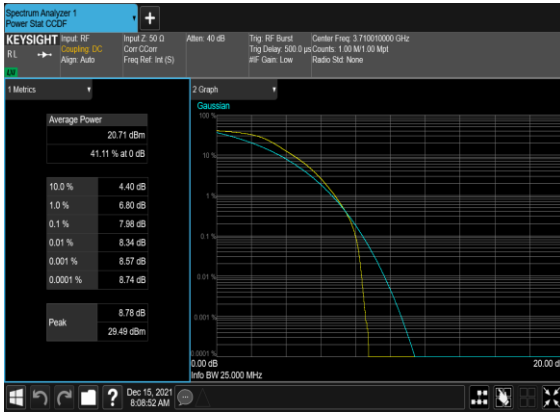 Spectrum Analyzer 1
Power Stat CCDF
+
KEYSIGHT
RL
LV
Input: RF
Coupling: DC
Align: Auto
Input Z: 50 Ω
Corr CCorr
Freq Ref: Int (S)
Atten: 40 dB
Trig: RF Burst
Trig Delay: 500.0 µs
#IF Gain: Low
Center Freq: 3.710010000 GHz
Counts: 1.00 M/1.00 Mpt
Radio Std: None
1 Metrics
Average Power
20.71 dBm
41.11 % at 0 dB
10.0 % 4.40 dB
1.0 % 6.80 dB
0.1 % 7.98 dB
0.01 % 8.34 dB
0.001 % 8.57 dB
0.0001 % 8.74 dB
Peak
8.78 dB
29.49 dBm
2 Graph
Gaussian
100 %
10 %
1 %
0.1 %
0.01 %
0.001 %
0.0001 %
0.00 dB
20.00 d
Info BW 25.000 MHz
?
Dec 15, 2021
8:08:52 AM